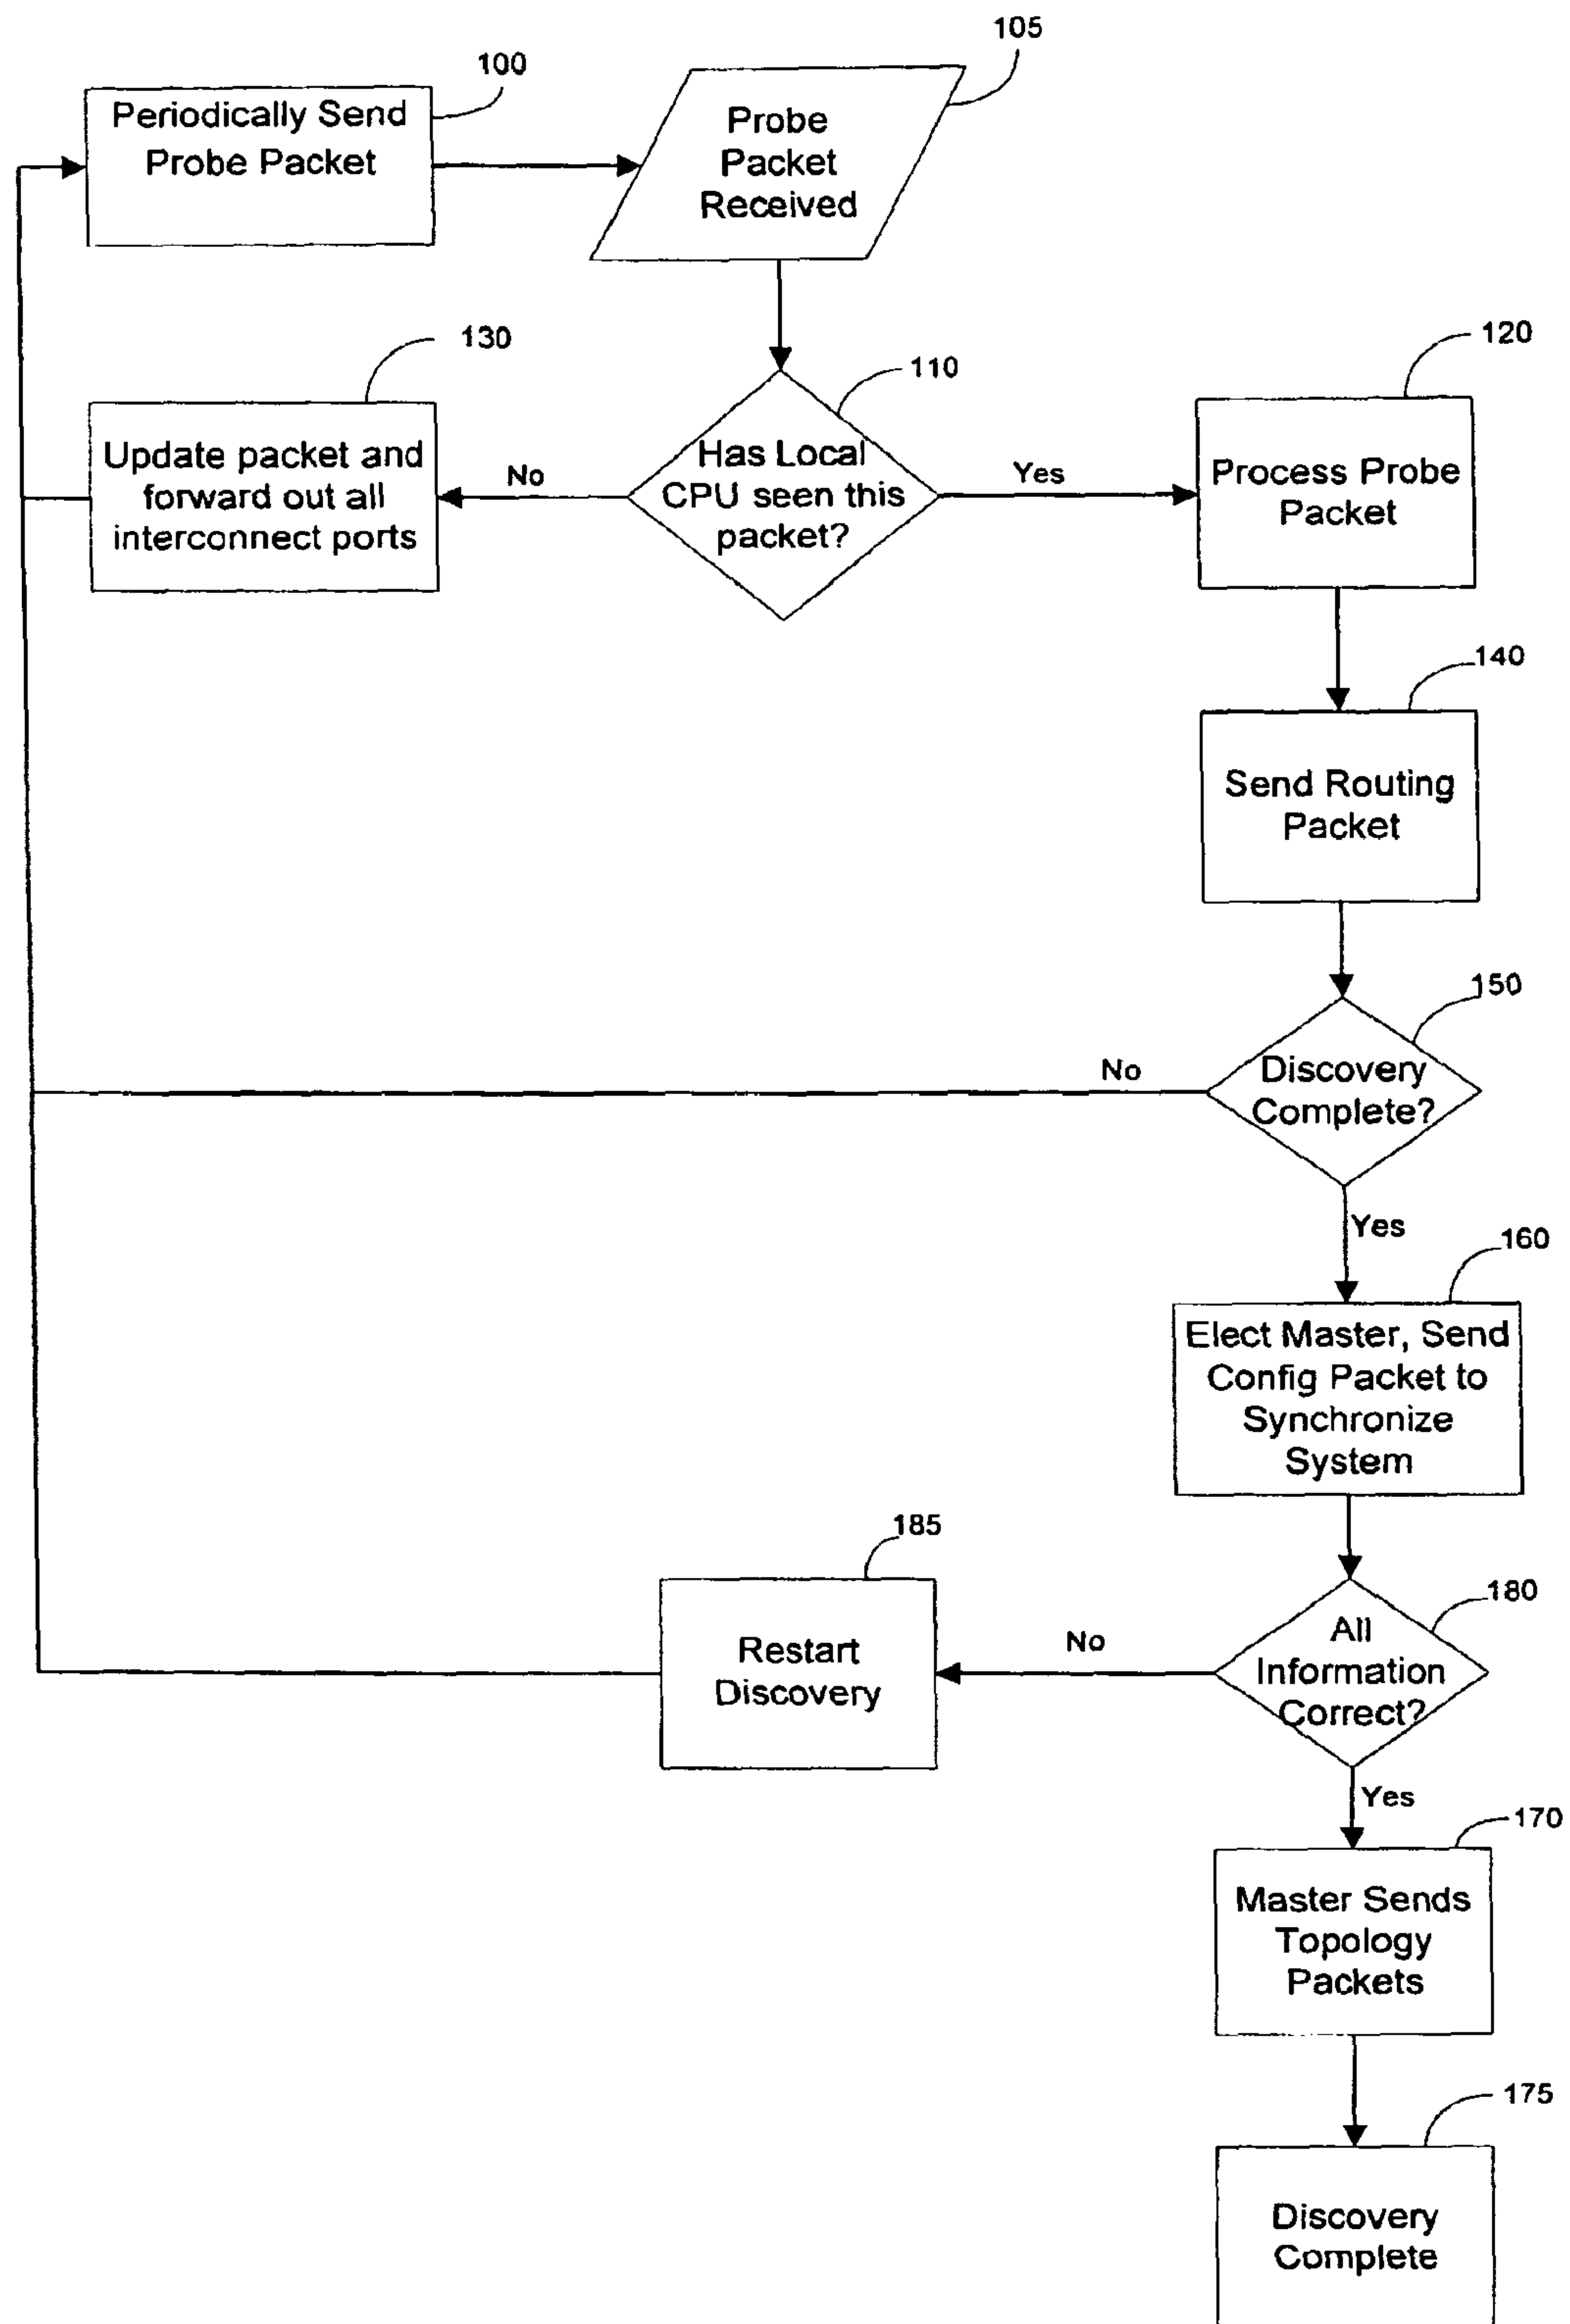 105
100
Periodically Send
Probe Packet
Probe
Packet
Received
130
110
120
Update packet and
forward out all
interconnect ports
No
Has Local
CPU seen this
packet?
Yes
Process Probe
Packet
140
Send Routing
Packet
150
No
Discovery
Complete?
Yes
160
Elect Master, Send
Config Packet to
Synchronize
System
185
180
Restart
Discovery
No
All
Information
Correct?
Yes
170
Master Sends
Topology
Packets
175
Discovery
Complete